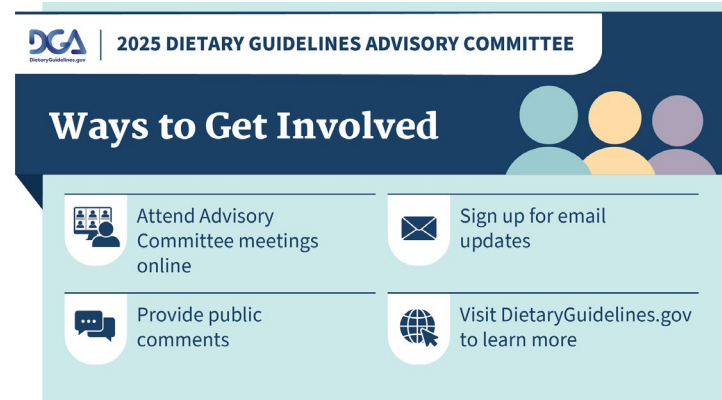 DGA
DietaryGuidelines.gov
2025 DIETARY GUIDELINES ADVISORY COMMITTEE
Ways to Get Involved
Attend Advisory
Committee meetings
online
Sign up for email
updates
Provide public
comments
Visit DietaryGuidelines.gov
to learn more